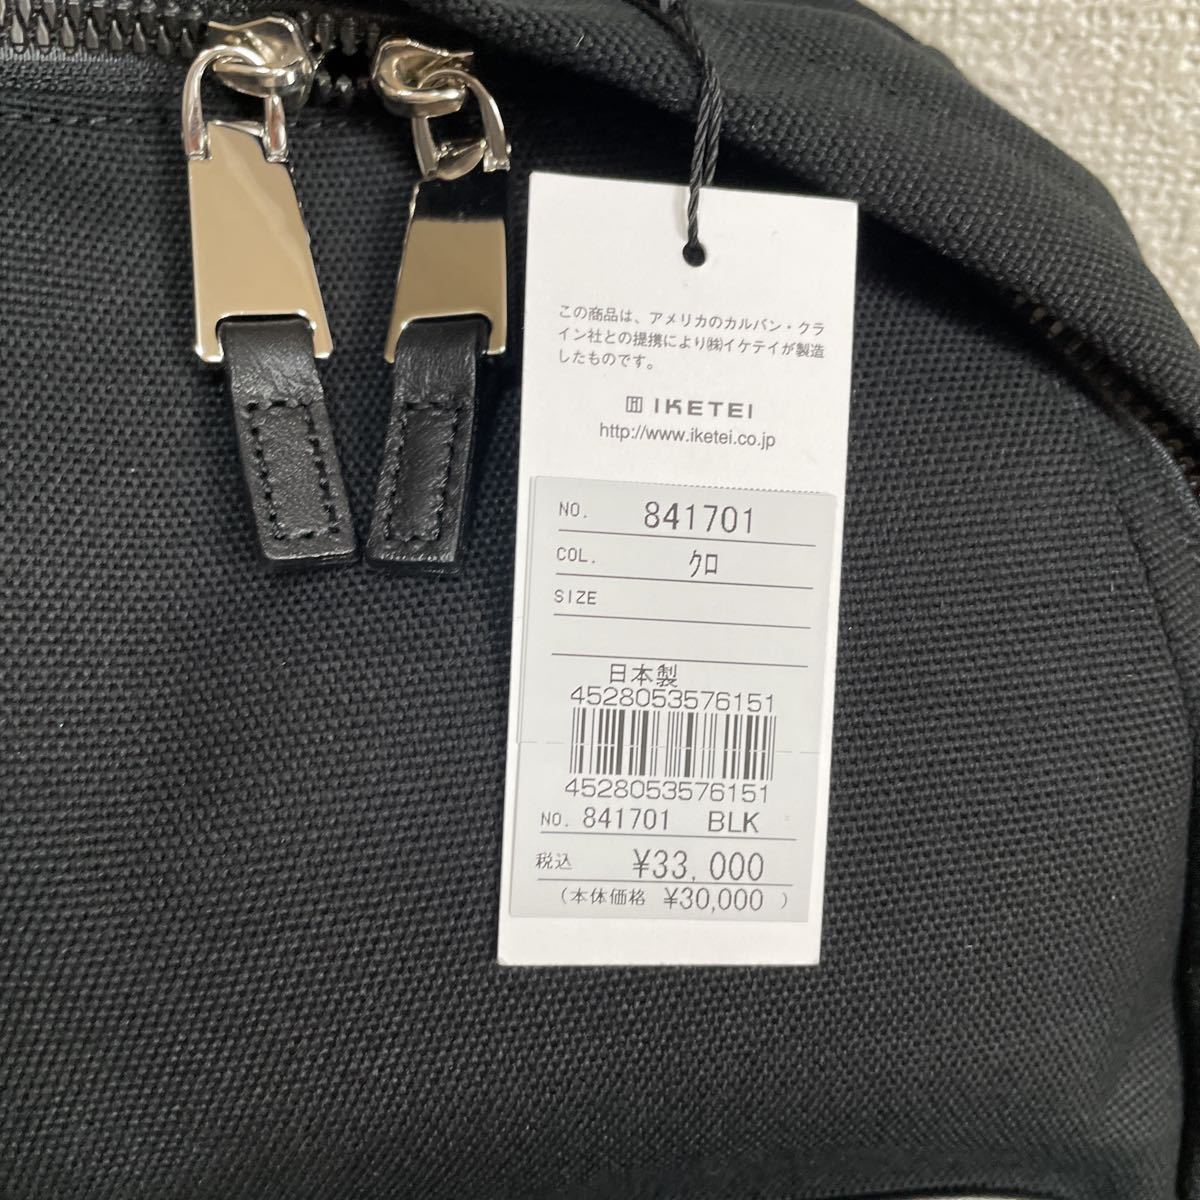 この商品は、アメリカのカルバン・クラ
イン社との提携により㈱イケテイが製造
したものです。
IKETEI
http://www.iketei.co.jp
NO. 841701
COL. クロ
SIZE
日本製
4528053576151
4528053576151
NO. 841701 BLK
税込 ¥33,000
(本体価格 ¥30,000)